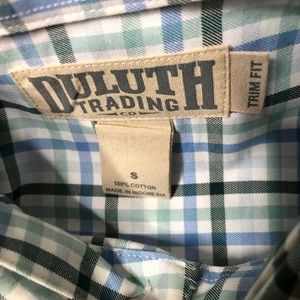 DULUTH
TRADING
CO
TRIM FIT
S
100% COTTON
MADE IN INDONESIA